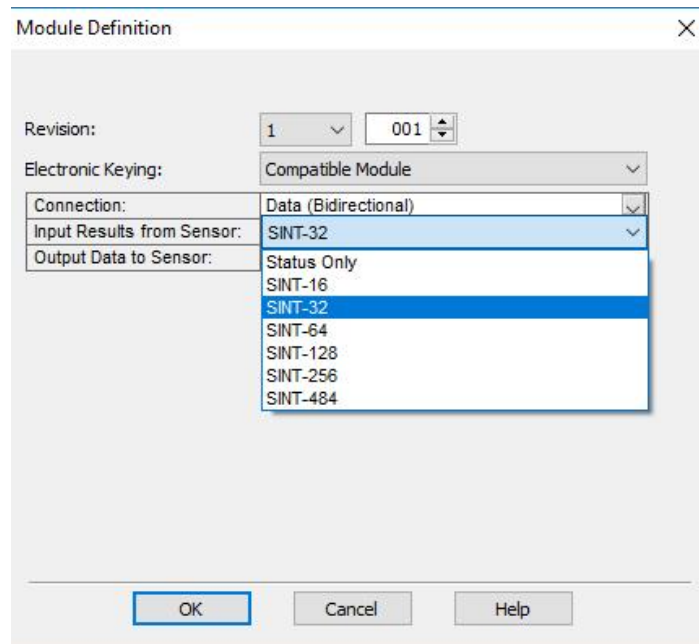 Module Definition
Revision: 1 001
Electronic Keying: Compatible Module
Connection: Data (Bidirectional)
Input Results from Sensor: SINT-32
Output Data to Sensor:
Status Only
SINT-16
SINT-32
SINT-64
SINT-128
SINT-256
SINT-484
OK Cancel Help